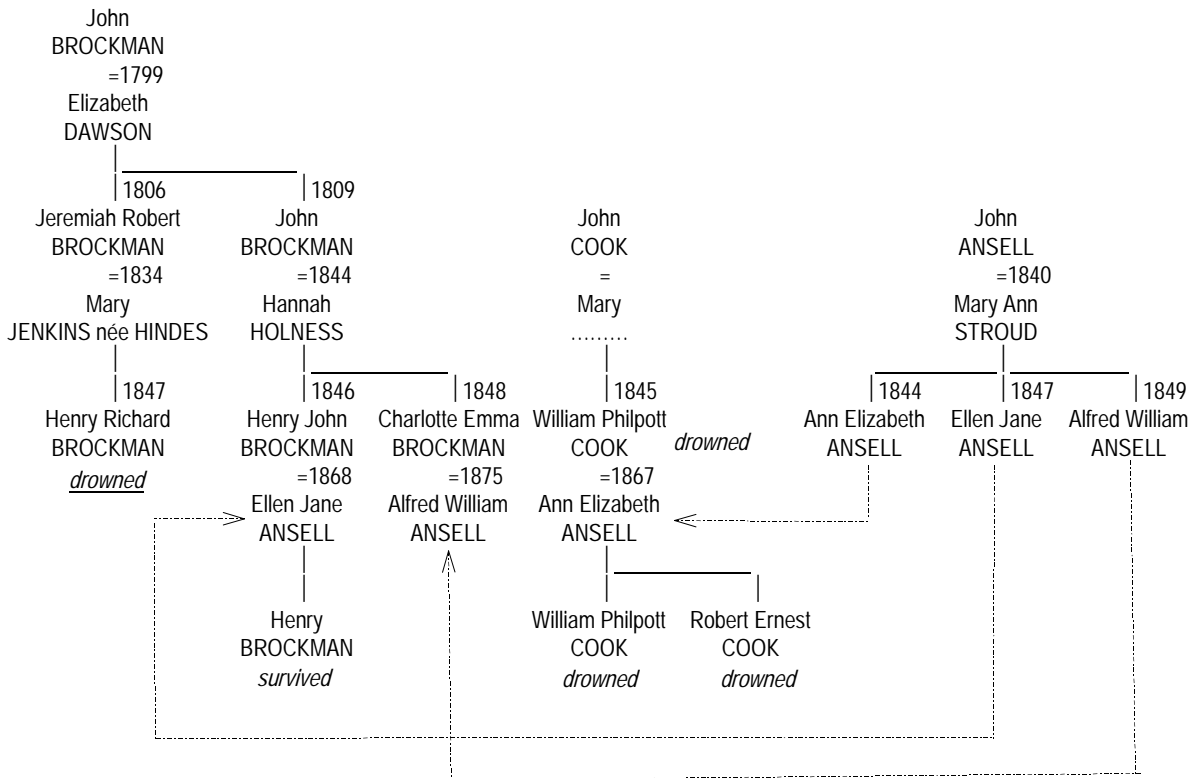 John
BROCKMAN
=1799
Elizabeth
DAWSON
1806 1809
Jeremiah Robert John John John
BROCKMAN BROCKMAN COOK ANSELL
=1834 =1844 = =1840
Mary Hannah Mary Mary Ann
JENKINS née HINDES HOLNESS ......... STROUD
1847 1846 1848 1845 1844 1847 1849
Henry Richard Henry John Charlotte Emma William Philpott Ann Elizabeth Ellen Jane Alfred William
BROCKMAN BROCKMAN BROCKMAN COOK drowned ANSELL ANSELL ANSELL
drowned =1868 =1875 =1867
Ellen Jane Alfred William Ann Elizabeth
ANSELL ANSELL ANSELL
Henry William Philpott Robert Ernest
BROCKMAN COOK COOK
survived drowned drowned